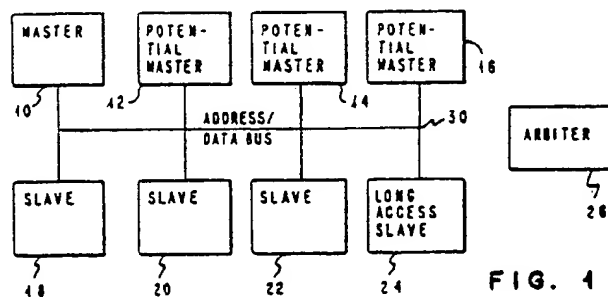 MASTER
POTEN-
TIAL
MASTER
POTEN-
TIAL
MASTER
POTEN-
TIAL
MASTER
10
12
14
16
ADDRESS/
DATA BUS
30
ARBITER
26
SLAVE
SLAVE
SLAVE
LONG
ACCESS
SLAVE
18
20
22
24
FIG. 1